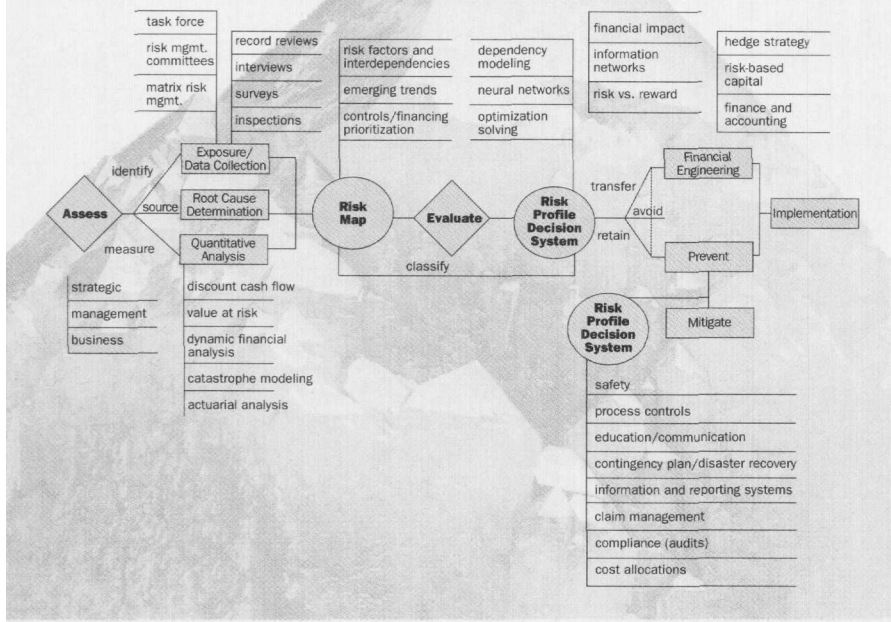 task force
risk mgmt.
committees
matrix risk
mgmt.
record reviews
interviews
surveys
inspections
risk factors and
interdependencies
emerging trends
controls/financing
prioritization
dependency
modeling
neural networks
optimization
solving
financial impact
information
networks
risk vs. reward
hedge strategy
risk-based
capital
finance and
accounting
Assess
identify
source
measure
Exposure/
Data Collection
Root Cause
Determination
Quantitative
Analysis
Risk
Map
Evaluate
classify
Risk
Profile
Decision
System
transfer
avoid
retain
Financial
Engineering
Prevent
Mitigate
Implementation
strategic
management
business
discount cash flow
value at risk
dynamic financial
analysis
catastrophe modeling
actuarial analysis
Risk
Profile
Decision
System
safety
process controls
education/communication
contingency plan/disaster recovery
information and reporting systems
claim management
compliance (audits)
cost allocations